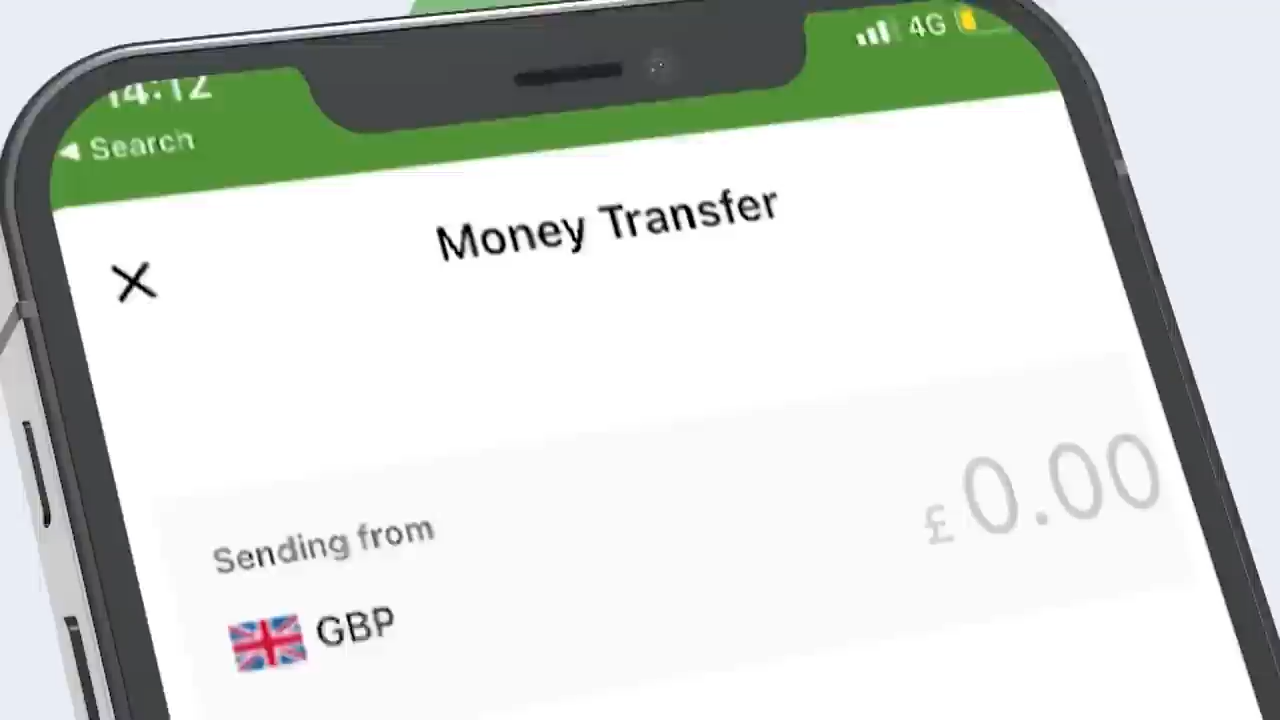 14:12
4G
◀ Search
Money Transfer
£0.00
Sending from
GBP